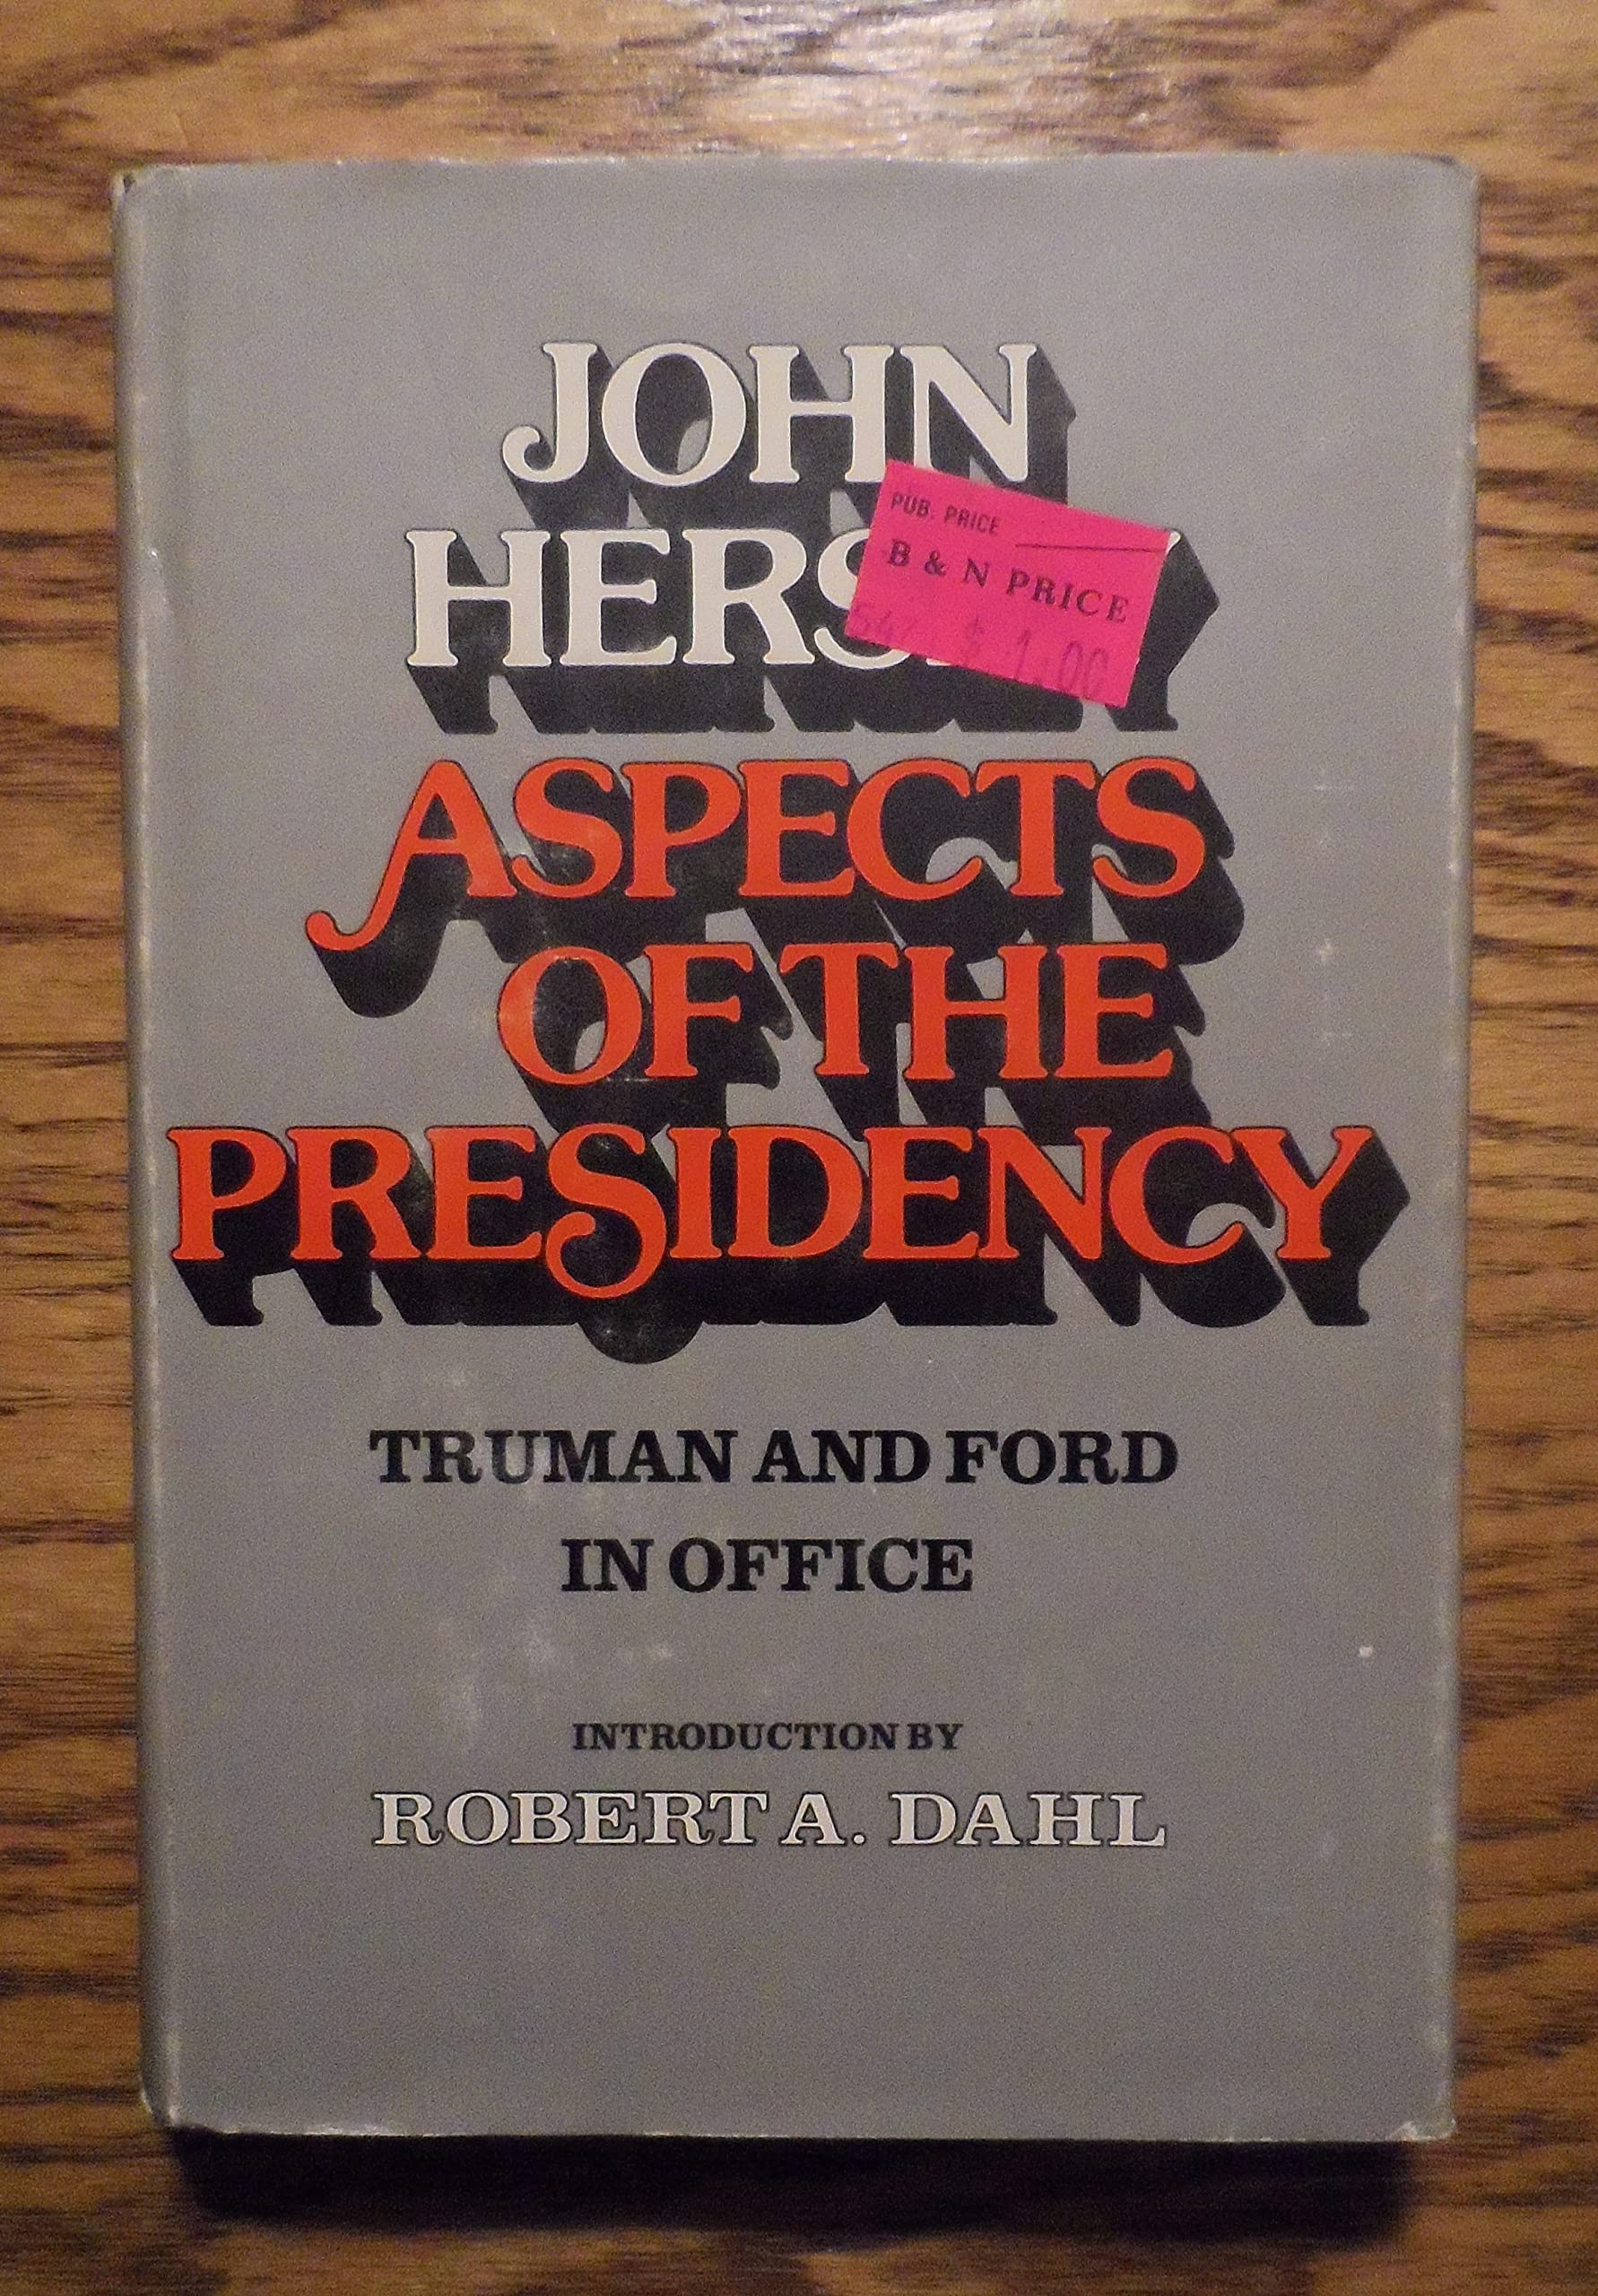 JOHN
HERS
PUB. PRICE
B & N PRICE
$ 1.00
ASPECTS
OF THE
PRESIDENCY
TRUMAN AND FORD
IN OFFICE
INTRODUCTION BY
ROBERT A. DAHL